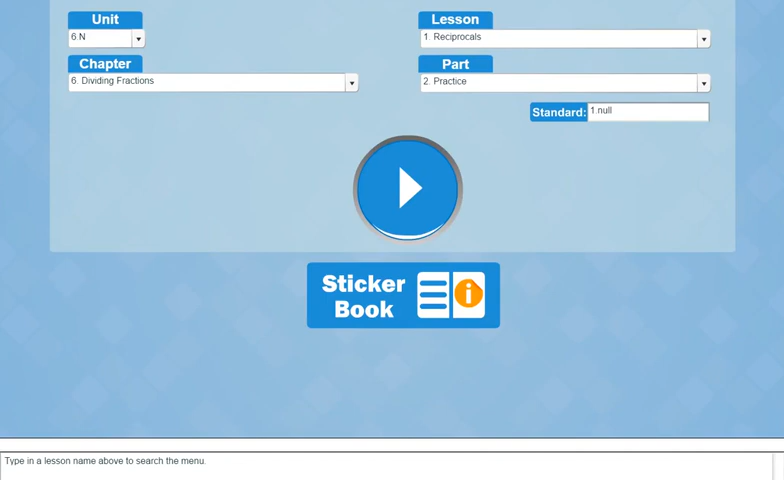 Unit
6.N
Lesson
1. Reciprocals
Chapter
6. Dividing Fractions
Part
2. Practice
Standard: 1.null
Sticker
Book
i
Type in a lesson name above to search the menu.